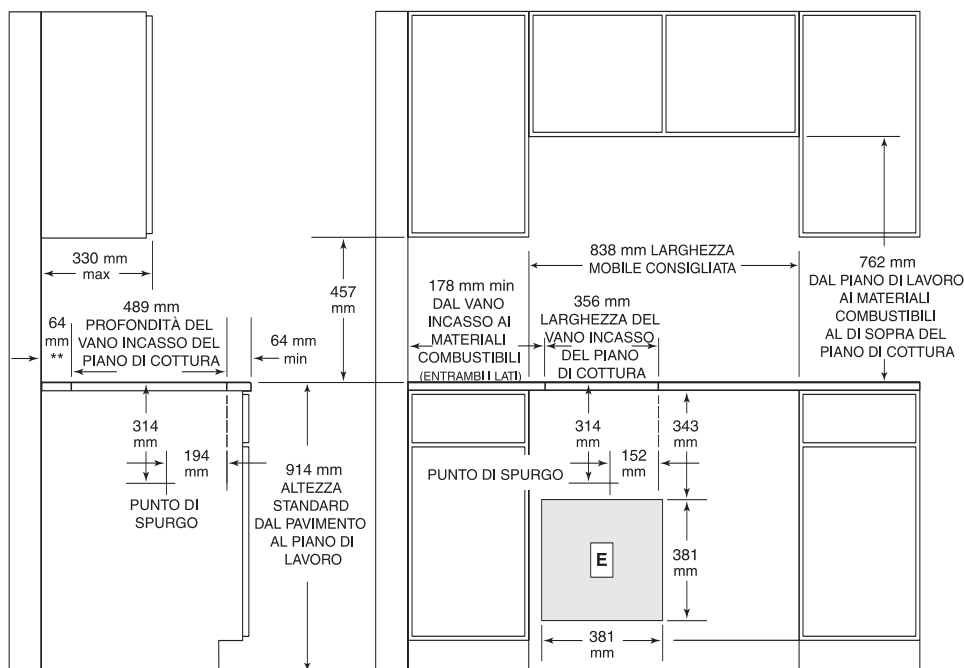 330 mm
max
489 mm
PROFONDITÀ DEL
VANO INCASSO DEL
PIANO DI COTTURA
64
mm
**
64 mm
min
457
mm
314
mm
194
mm
PUNTO DI
SPURGO
914 mm
ALTEZZA
STANDARD
DAL PAVIMENTO
AL PIANO DI
LAVORO
838 mm LARGHEZZA
MOBILE CONSIGLIATA
178 mm min
DAL VANO
INCASSO AI
MATERIALI
COMBUSTIBILI
(ENTRAMBI I LATI)
356 mm
LARGHEZZA DEL
VANO INCASSO
DEL PIANO
DI COTTURA
762 mm
DAL PIANO DI LAVORO
AI MATERIALI
COMBUSTIBILI
AL DI SOPRA DEL
PIANO DI COTTURA
314
mm
152
mm
PUNTO DI SPURGO
343
mm
E
381
mm
381
mm